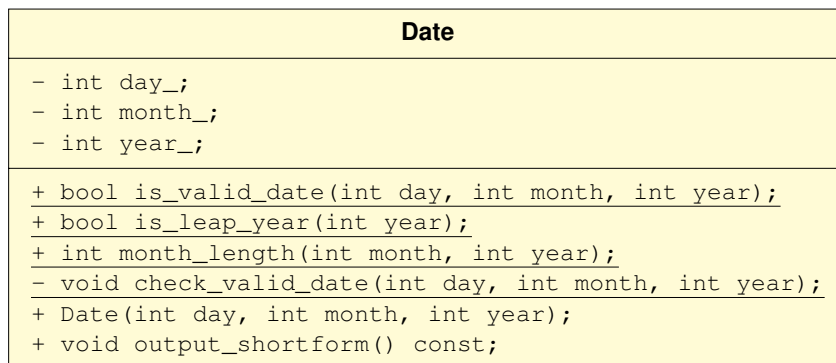 Date
- int day_;
- int month_;
- int year_;
+ bool is_valid_date(int day, int month, int year);
+ bool is_leap_year(int year);
+ int month_length(int month, int year);
- void check_valid_date(int day, int month, int year);
+ Date(int day, int month, int year);
+ void output_shortform() const;